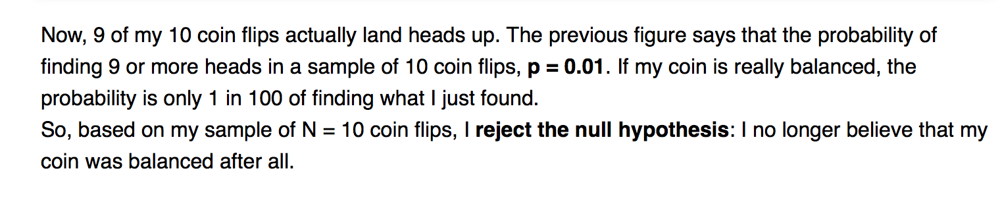 Now, 9 of my 10 coin flips actually land heads up. The previous figure says that the probability of
finding 9 or more heads in a sample of 10 coin flips, p = 0.01. If my coin is really balanced, the
probability is only 1 in 100 of finding what I just found.
So, based on my sample of N = 10 coin flips, I reject the null hypothesis: I no longer believe that my
coin was balanced after all.